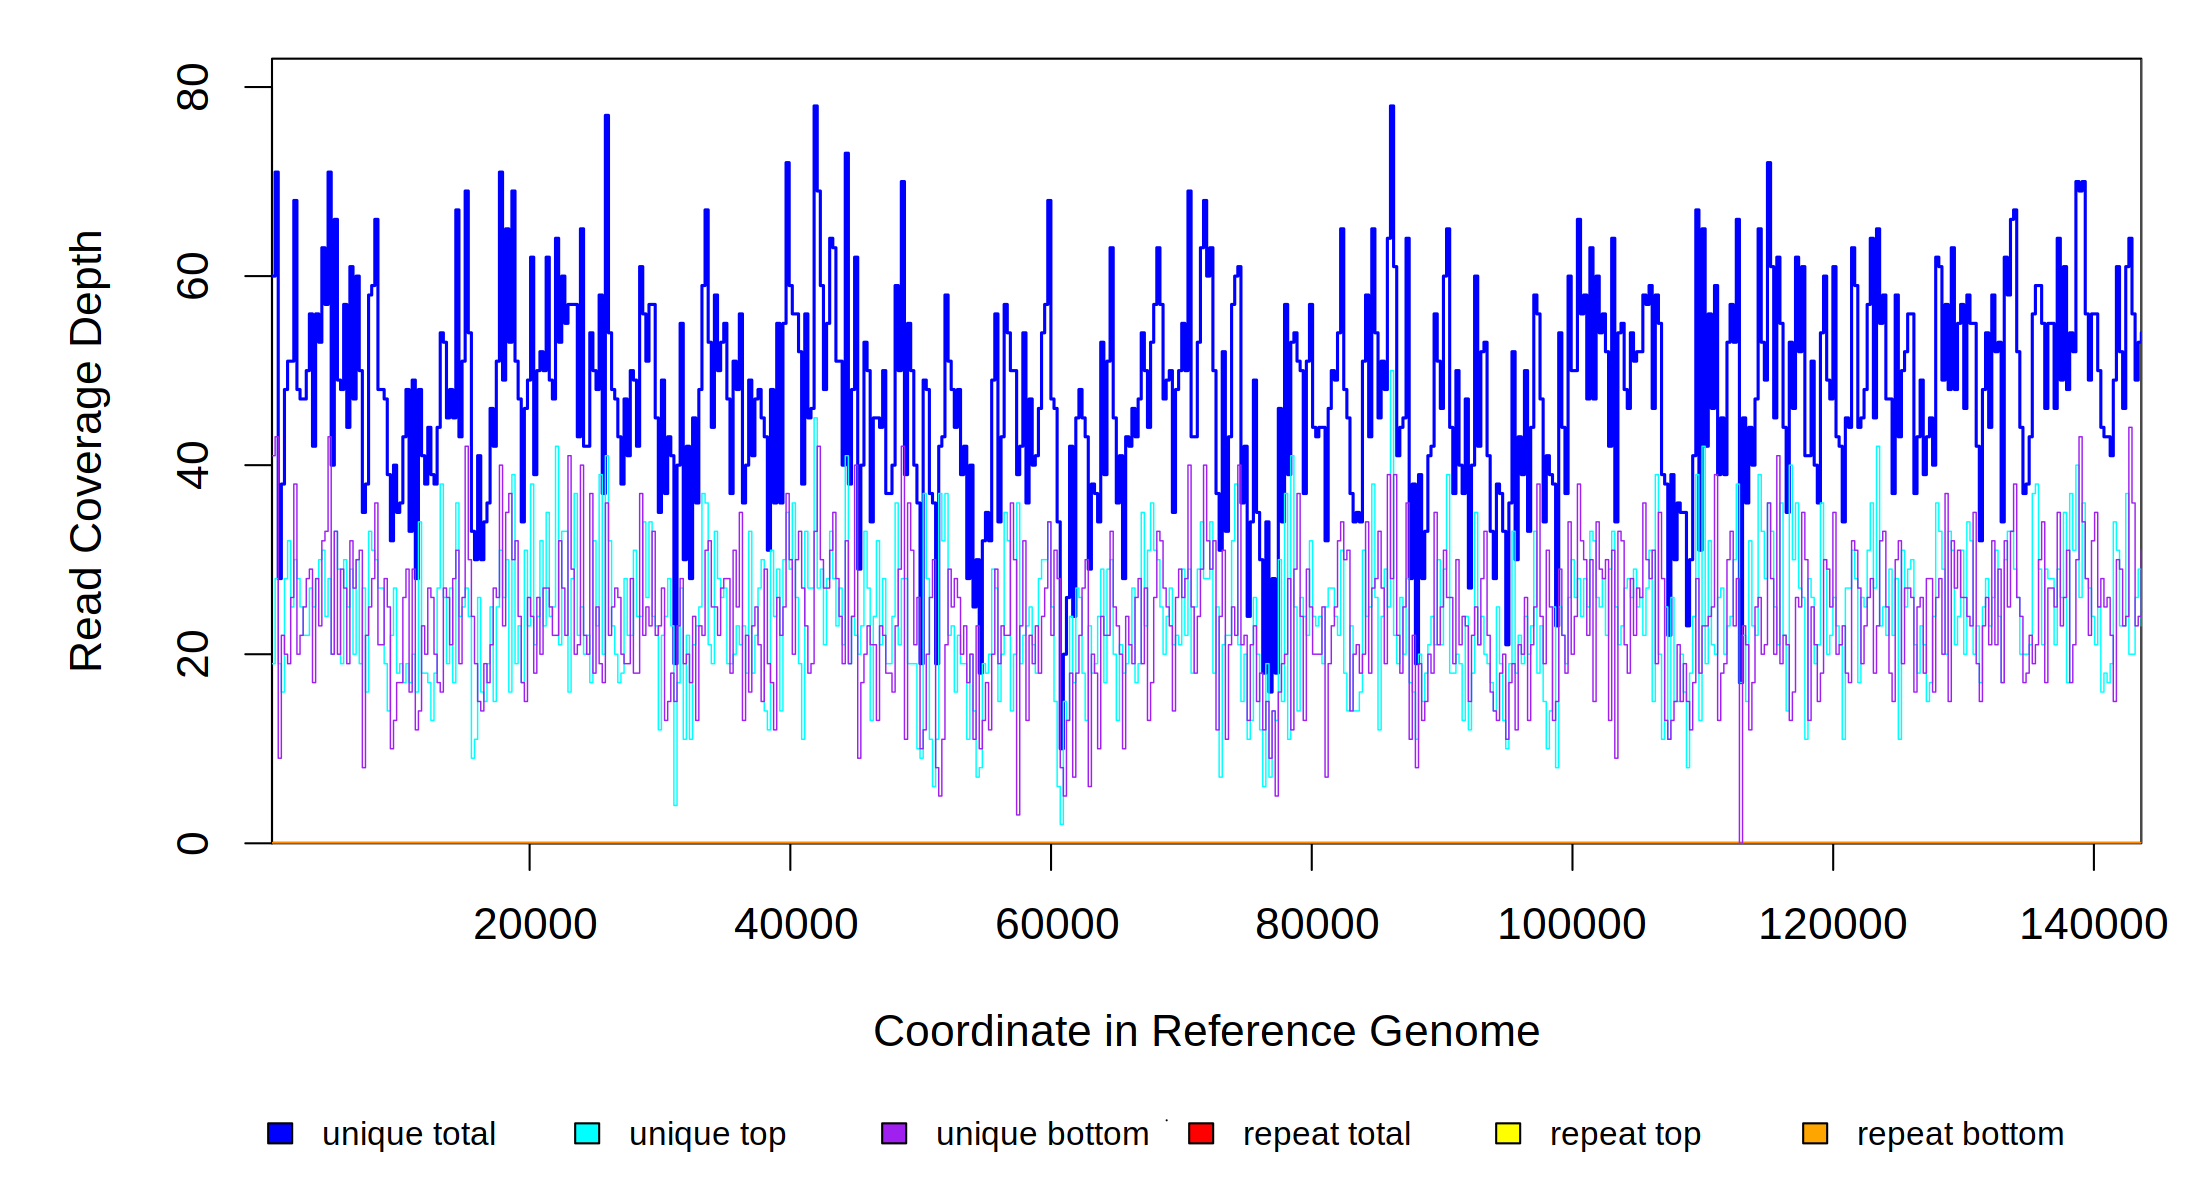 Read Coverage Depth
80
60
40
20
0
20000 40000 60000 80000 100000 120000 140000
Coordinate in Reference Genome
unique total unique top unique bottom repeat total repeat top repeat bottom